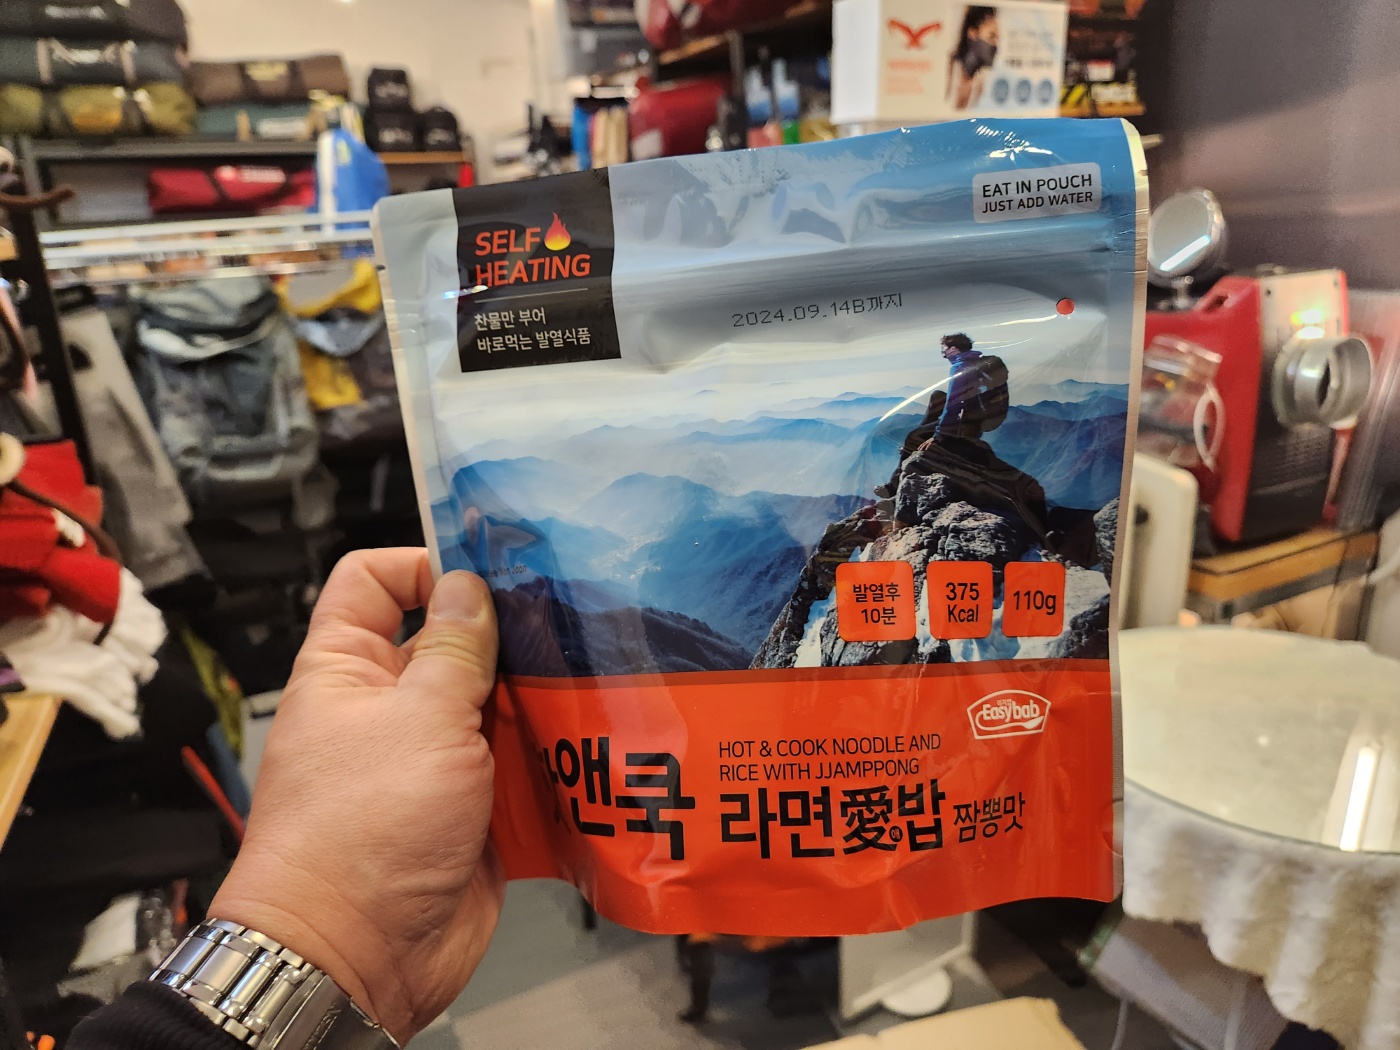 SELF
HEATING
찬물만 부어
바로먹는 발열식품
EAT IN POUCH
JUST ADD WATER
2024.09.14B까지
발열후
10분
375
Kcal
110g
Easybab
앤쿡
HOT & COOK NOODLE AND
RICE WITH JJAMPPONG
라면愛밥 짬뽕맛